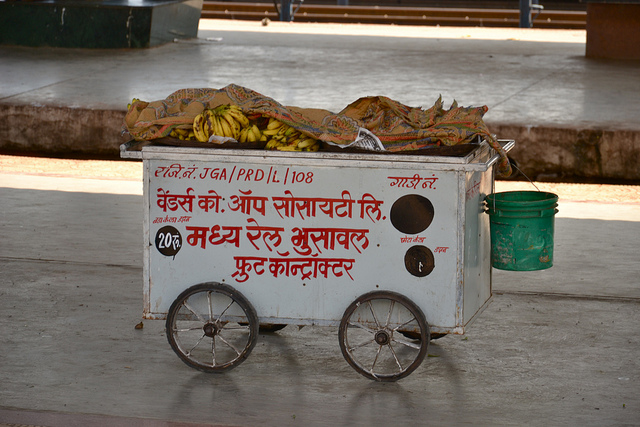 रजि.नं. JGA/PRD/L/108
गाडी नं.
वेंडर्स को. ऑप सोसायटी लि.
20रु.
मध्य रेल भुसावल
फ्रुट कॉन्ट्रॉक्टर